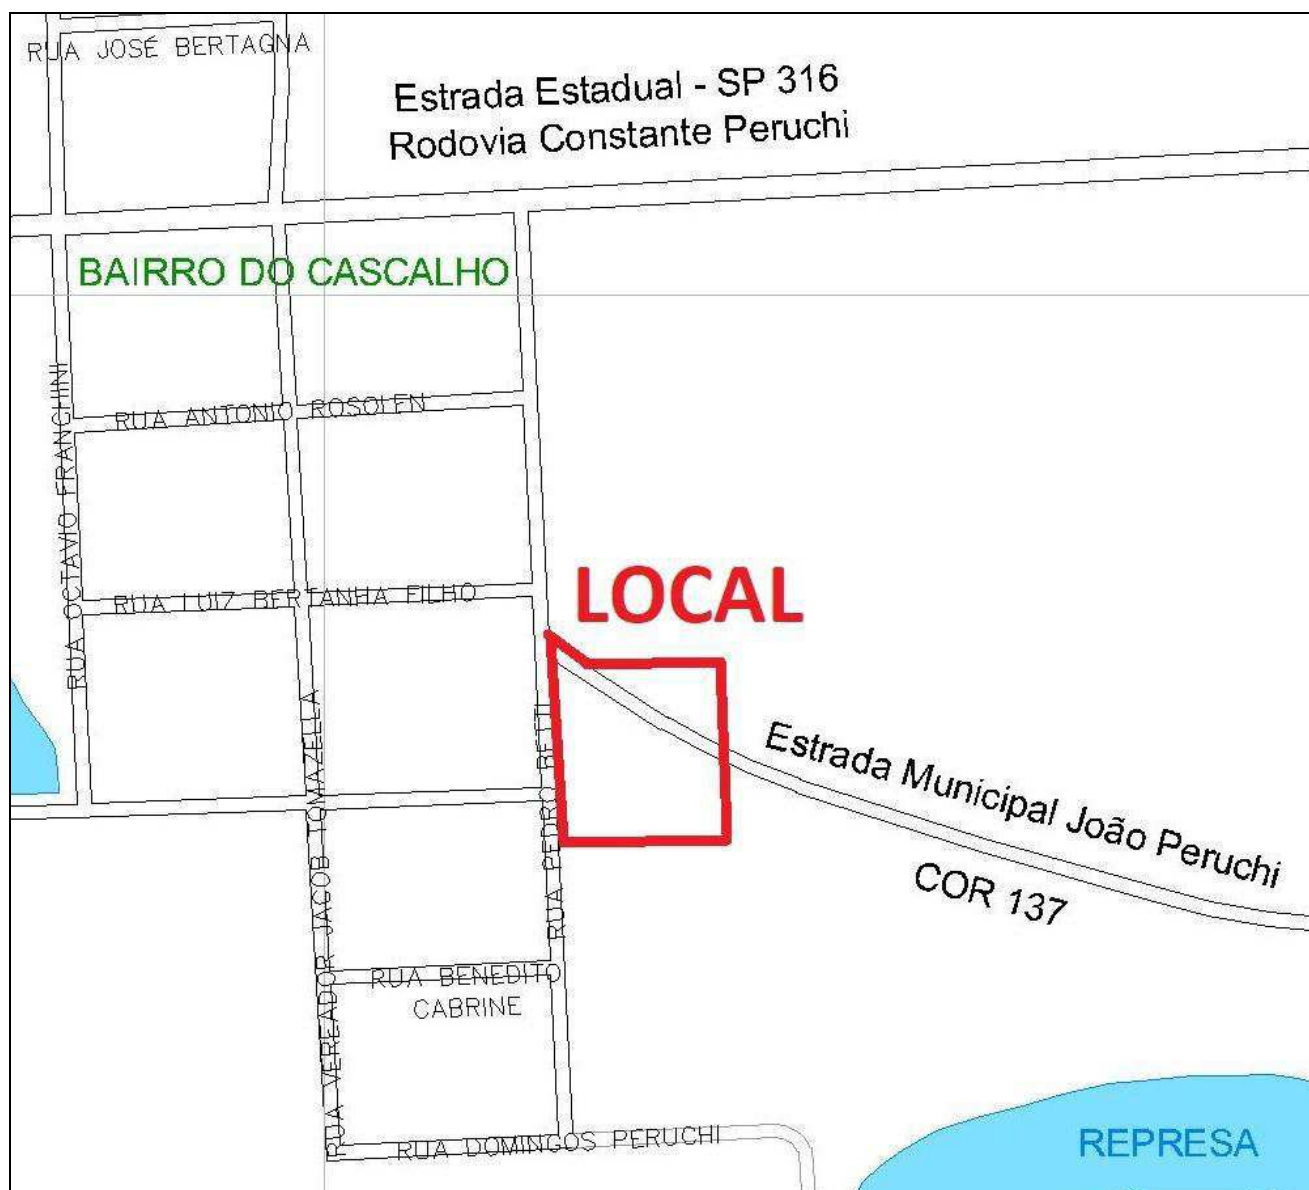 RUA JOSÉ BERTAGNA
Estrada Estadual - SP 316
Rodovia Constante Peruchi
BAIRRO DO CASCALHO
RUA OCTAVIO FRANGHINI
RUA ANTONIO ROSOLEN
RUA LUIZ BERTANHA FILHO
LOCAL
RUA VEREADOR JACOB TOMAZELLA
RUA PEDRO BETTI
Estrada Municipal João Peruchi
COR 137
RUA BENEDITO
CABRINE
RUA DOMINGOS PERUCHI
REPRESA